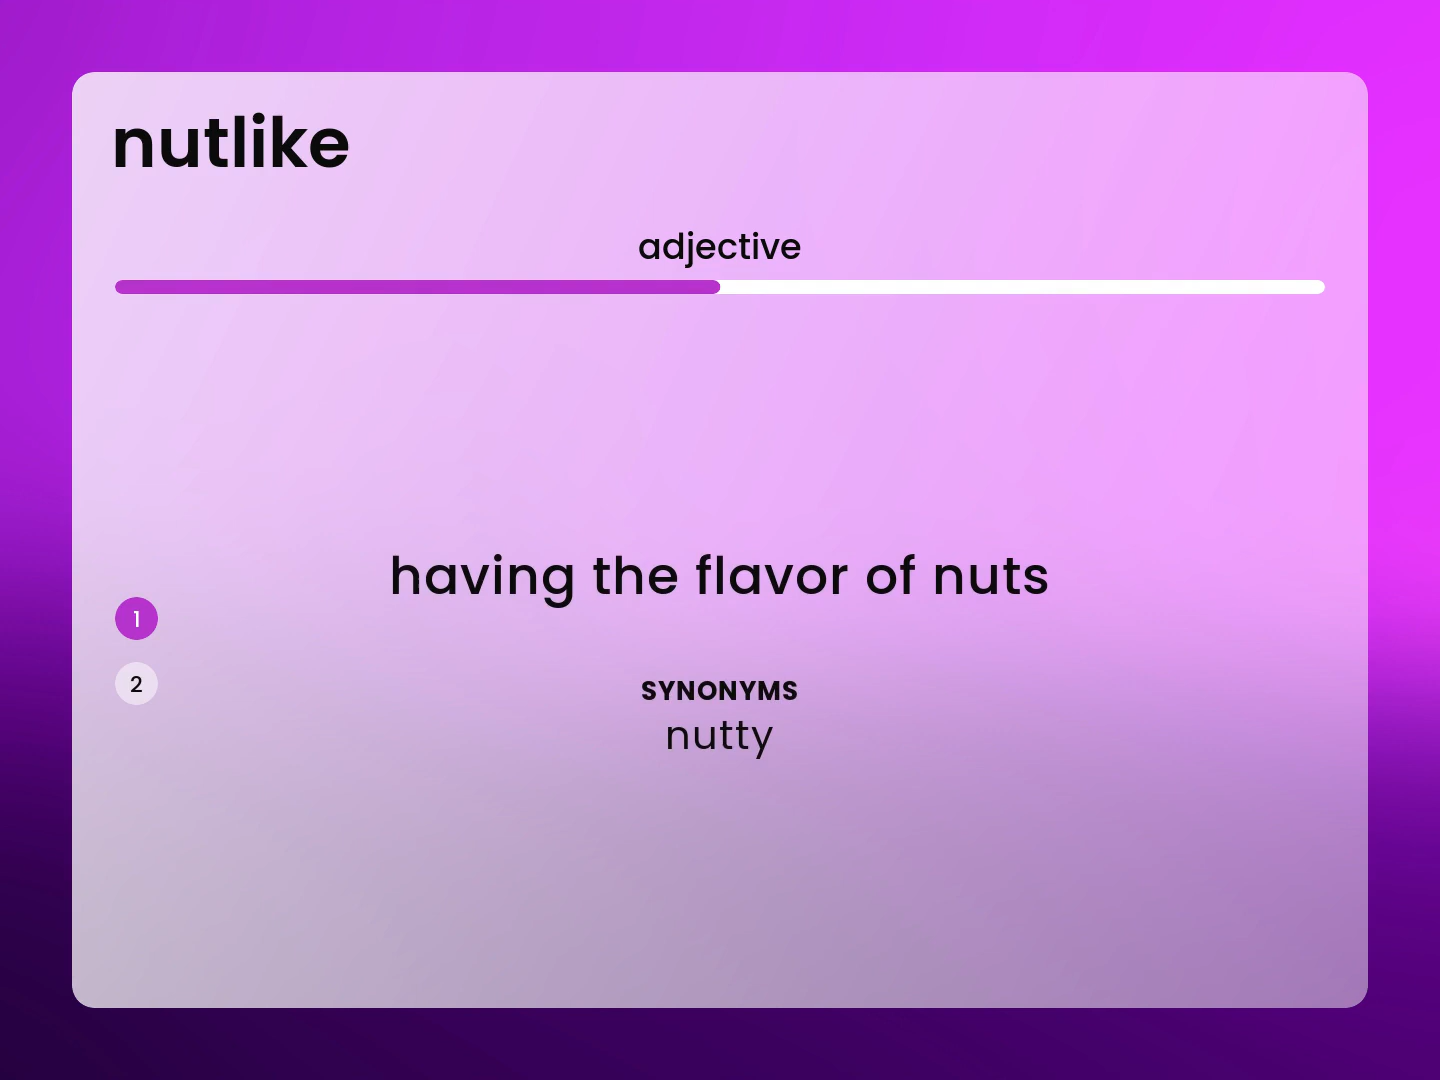 nutlike
adjective
having the flavor of nuts
1
2
SYNONYMS
nutty